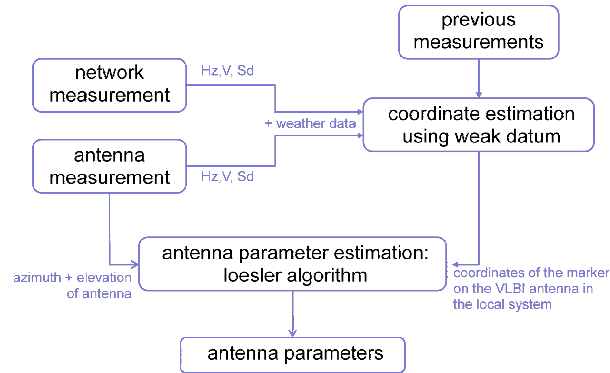 previous
measurements
network
measurement
Hz,V, Sd
+ weather data
coordinate estimation
using weak datum
antenna
measurement
Hz,V, Sd
antenna parameter estimation:
loesler algorithm
azimuth + elevation
of antenna
coordinates of the marker
on the VLBI antenna in
the local system
antenna parameters